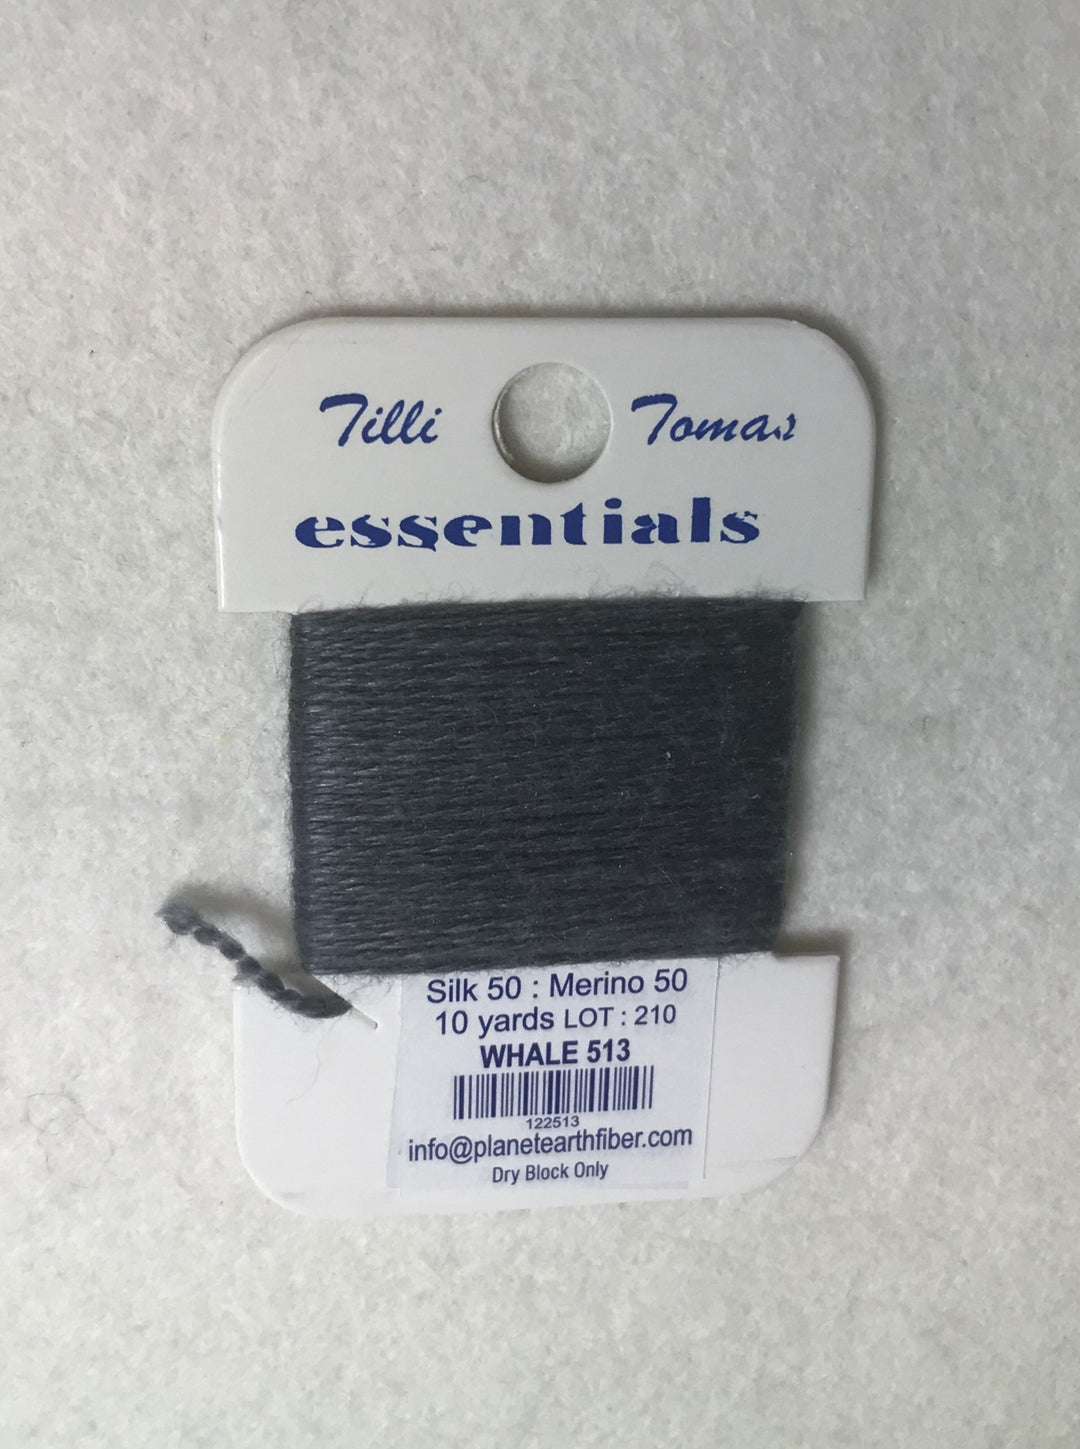 Tilli Tomas
essentials
Silk 50 : Merino 50
10 yards LOT : 210
WHALE 513
122513
info@planetearthfiber.com
Dry Block Only